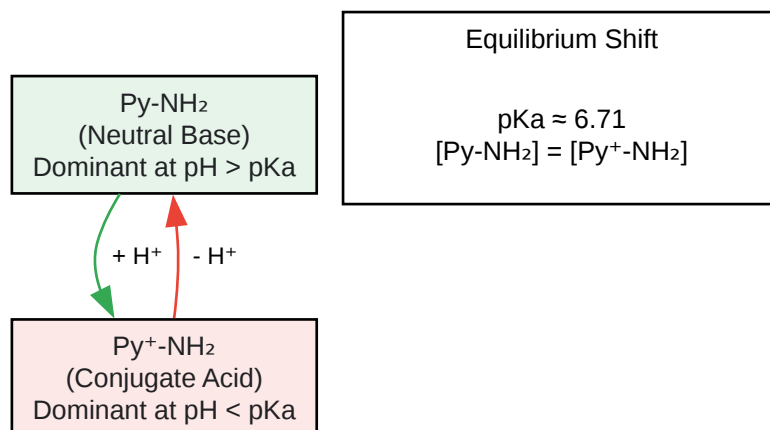 Equilibrium Shift
pKa ≈ 6.71
[Py-NH₂] = [Py⁺-NH₂]
Py-NH₂
(Neutral Base)
Dominant at pH > pKa
+ H⁺
- H⁺
Py⁺-NH₂
(Conjugate Acid)
Dominant at pH < pKa